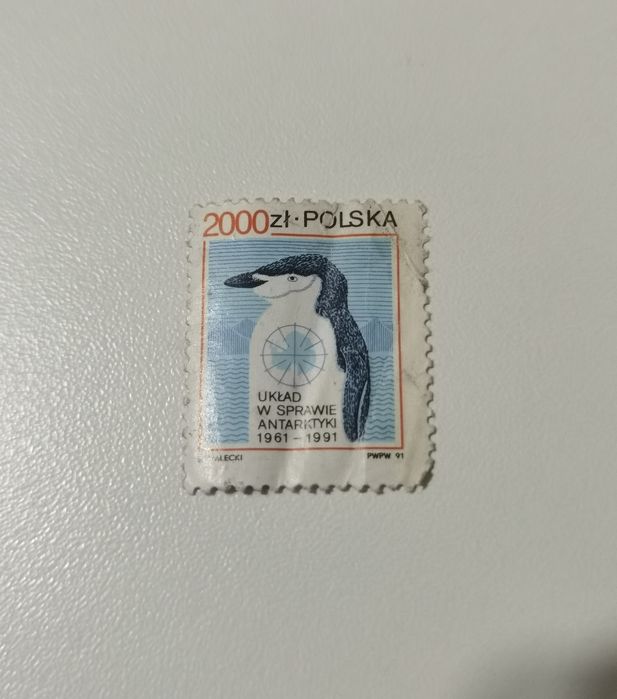 2000zł·POLSKA
UKŁAD
W SPRAWIE
ANTARKTYKI
1961–1991
PWPW 91